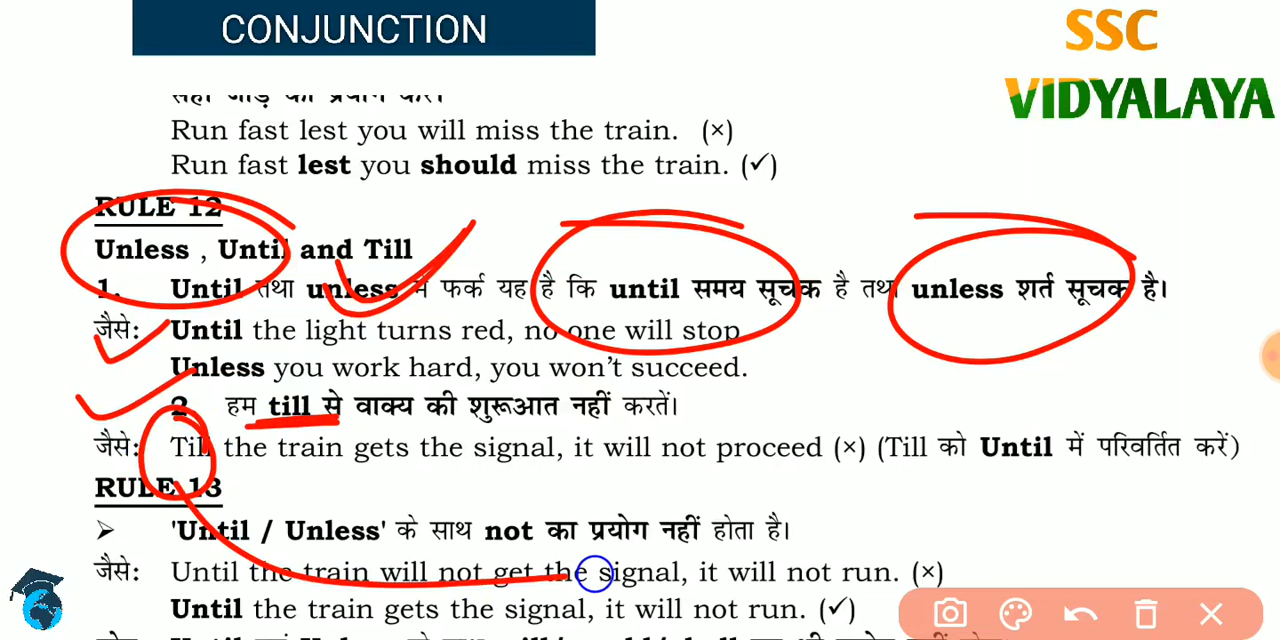 CONJUNCTION
SSC
VIDYALAYA
सही जोड़े का प्रयोग करें।
Run fast lest you will miss the train. (×)
Run fast lest you should miss the train. (✓)
RULE 12
Unless , Until and Till
1. Until तथा unless में फर्क यह है कि until समय सूचक है तथा unless शर्त सूचक है।
जैसे: Until the light turns red, no one will stop
Unless you work hard, you won't succeed.
2 हम till से वाक्य की शुरूआत नहीं करतें।
जैसे: Till the train gets the signal, it will not proceed (×) (Till को Until में परिवर्तित करें)
RULE 13
➢ 'Until / Unless' के साथ not का प्रयोग नहीं होता है।
जैसे: Until the train will not get the signal, it will not run. (×)
Until the train gets the signal, it will not run. (✓)